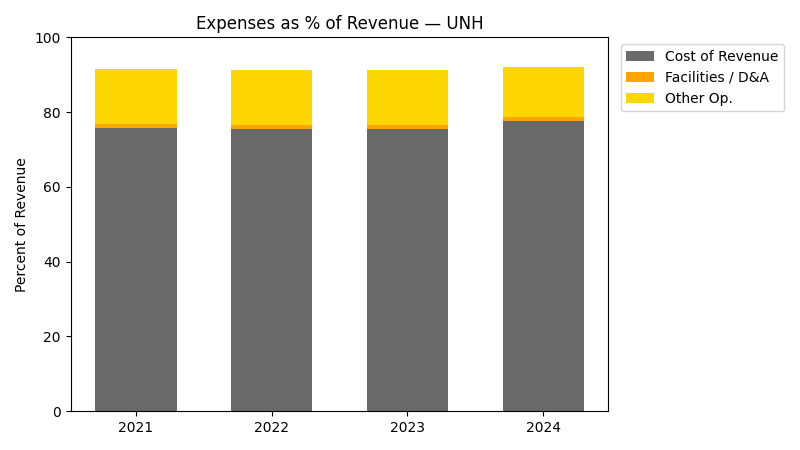 Expenses as % of Revenue — UNH
Percent of Revenue
100
80
60
40
20
0
2021
2022
2023
2024
Cost of Revenue
Facilities / D&A
Other Op.